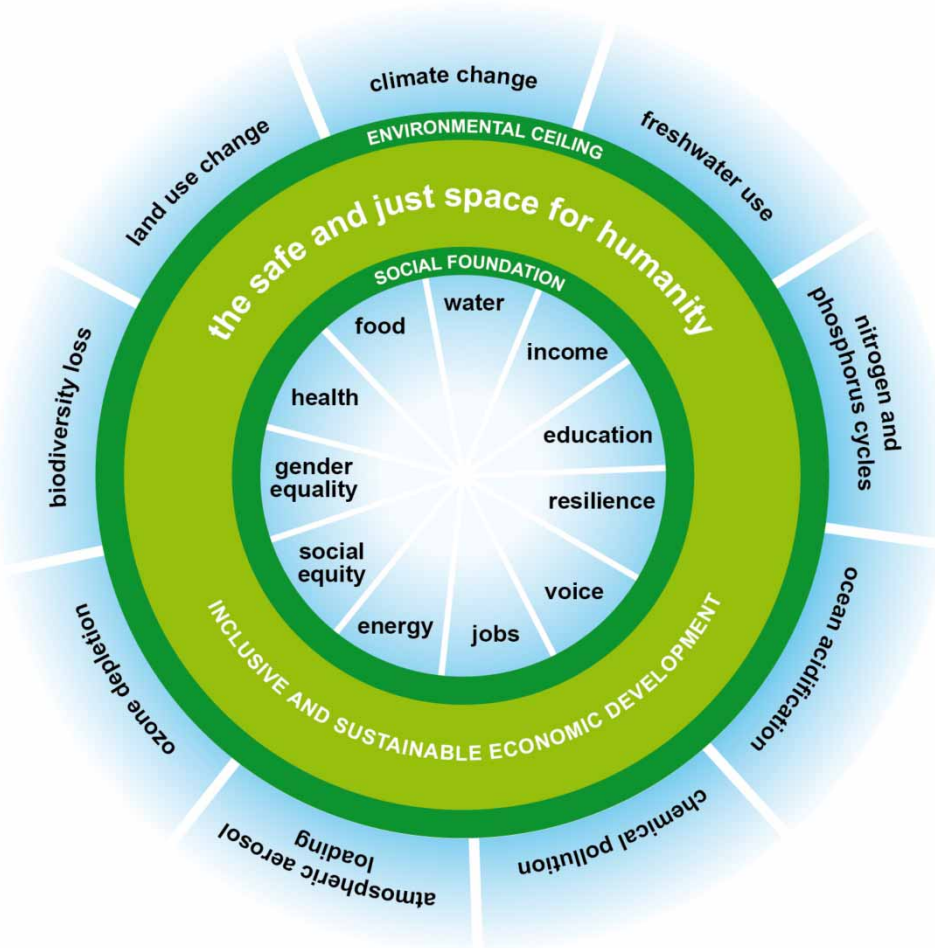 climate change
freshwater use
nitrogen and
phosphorus cycles
ocean acidification
chemical pollution
atmospheric aerosol
loading
ozone depletion
biodiversity loss
land use change
ENVIRONMENTAL CEILING
the safe and just space for humanity
SOCIAL FOUNDATION
water
income
education
resilience
voice
jobs
energy
social
equity
gender
equality
health
food
INCLUSIVE AND SUSTAINABLE ECONOMIC DEVELOPMENT